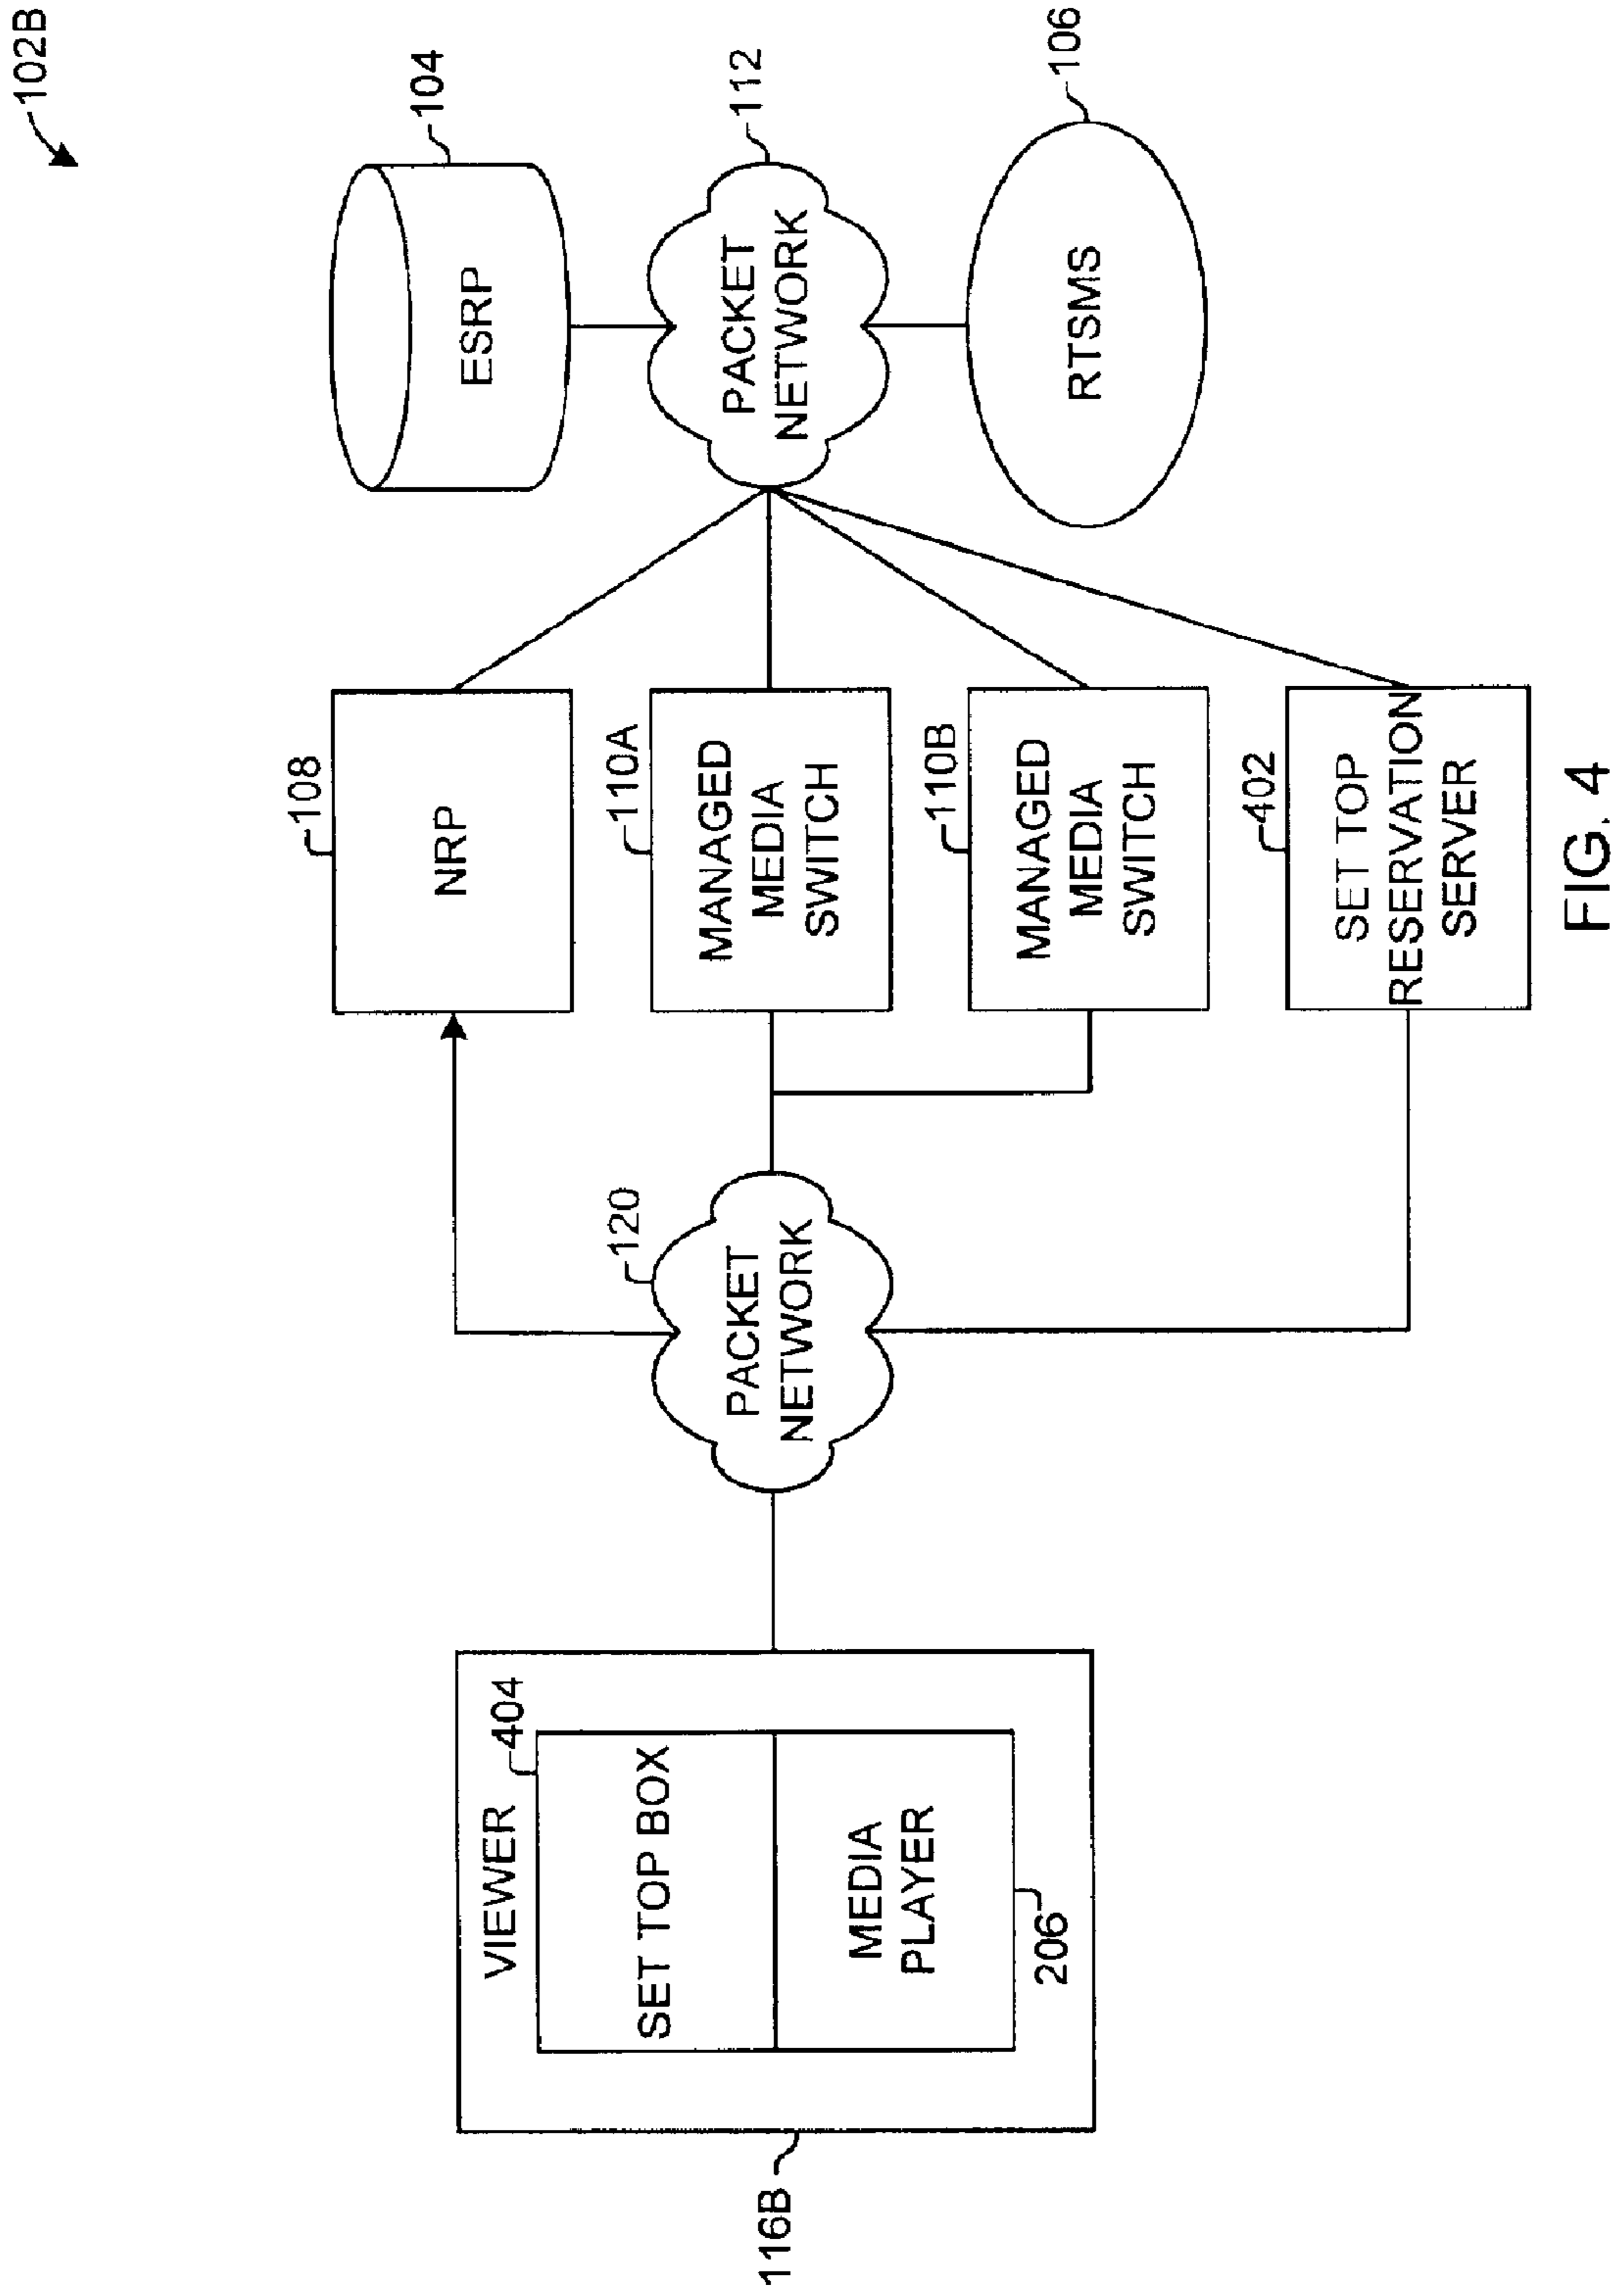 102B
104
ESRP
112
PACKET
NETWORK
106
RTSMS
108
NRP
110A
MANAGED
MEDIA
SWITCH
110B
MANAGED
MEDIA
SWITCH
402
SET TOP
RESERVATION
SERVER
120
PACKET
NETWORK
VIEWER
404
SET TOP BOX
MEDIA
PLAYER
206
116B
FIG. 4